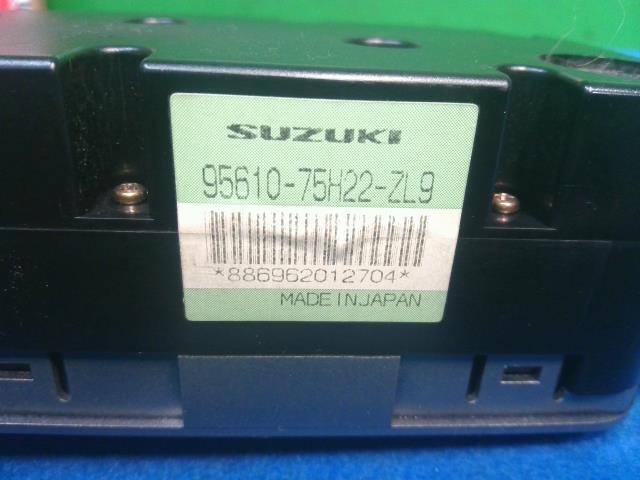 SUZUKI
95610-75H22-ZL9
*886962012704*
MADE IN JAPAN